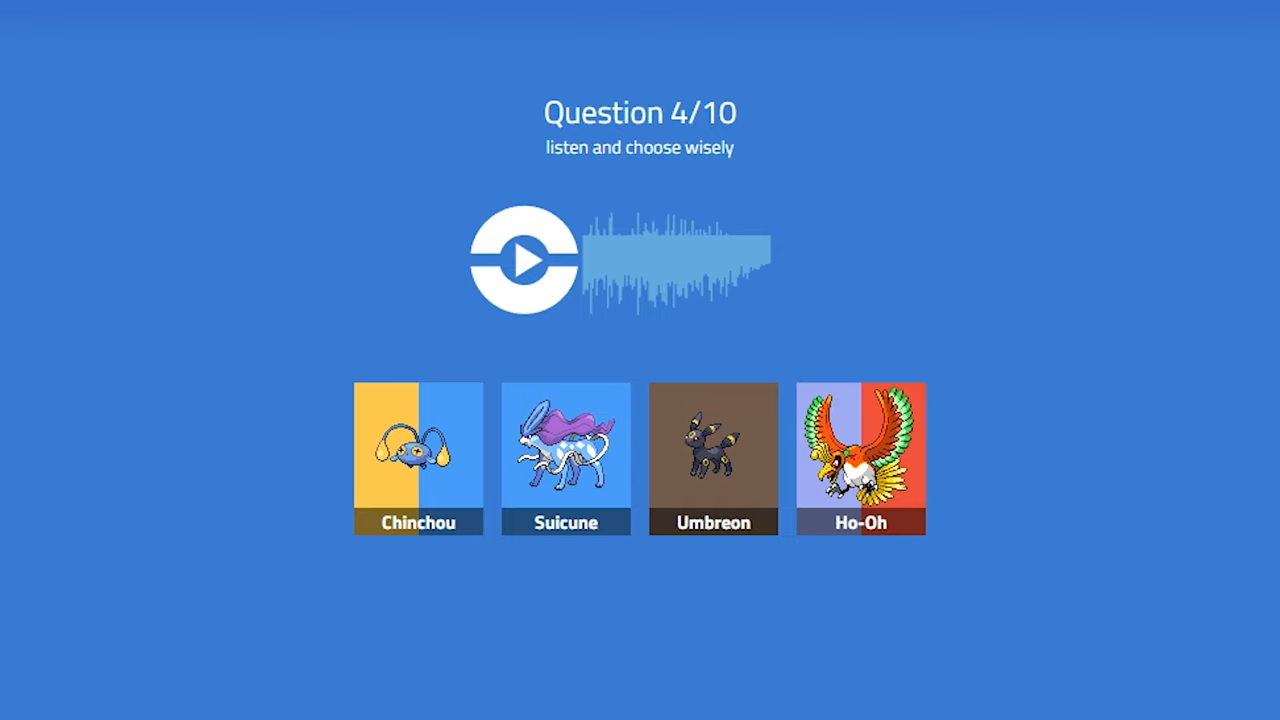 Question 4/10
listen and choose wisely
Chinchou
Suicune
Umbreon
Ho-Oh